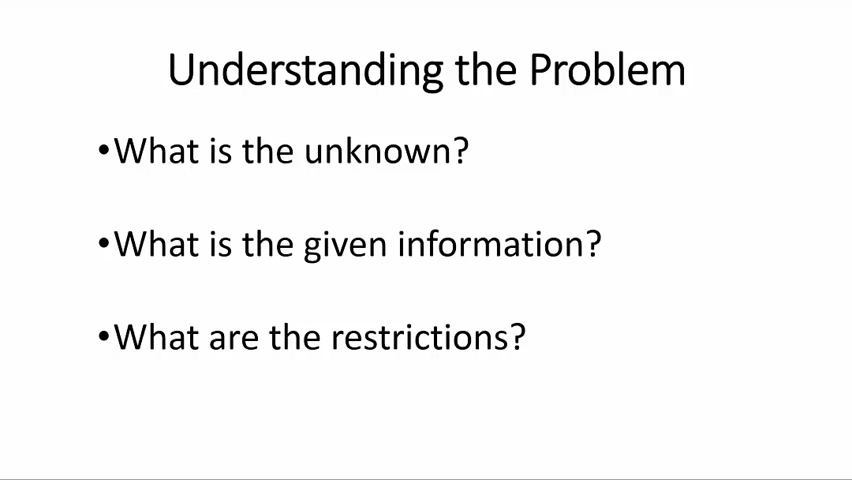 Understanding the Problem
•What is the unknown?
•What is the given information?
•What are the restrictions?